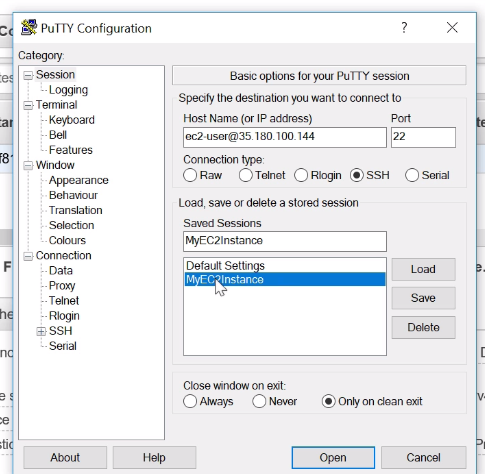 PuTTY Configuration
Category:
Session
Logging
Terminal
Keyboard
Bell
Features
Window
Appearance
Behaviour
Translation
Selection
Colours
Connection
Data
Proxy
Telnet
Rlogin
SSH
Serial
Basic options for your PuTTY session
Specify the destination you want to connect to
Host Name (or IP address) Port
ec2-user@35.180.100.144 22
Connection type:
Raw Telnet Rlogin SSH Serial
Load, save or delete a stored session
Saved Sessions
MyEC2Instance
Default Settings
MyEC2Instance
Load
Save
Delete
Close window on exit:
Always Never Only on clean exit
About Help Open Cancel